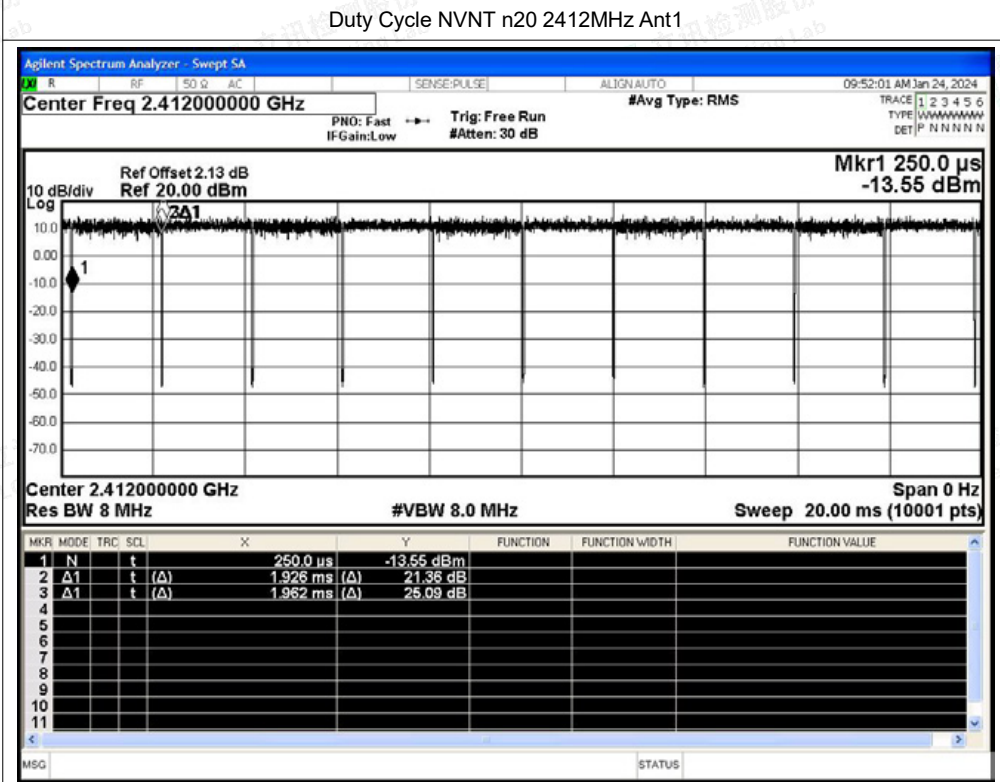 Duty Cycle NVNT n20 2412MHz Ant1
Agilent Spectrum Analyzer - Swept SA
R RF 50 Ω AC SENSE:PULSE ALIGNAUTO 09:52:01 AM Jan 24, 2024
Center Freq 2.412000000 GHz #Avg Type: RMS TRACE 1 2 3 4 5 6
PNO: Fast Trig: Free Run TYPE WWWWWW
IFGain:Low #Atten: 30 dB DET P N N N N N
Mkr1 250.0 µs
Ref Offset 2.13 dB
10 dB/div Ref 20.00 dBm -13.55 dBm
Log
3Δ1
10.0
0.00
1
-10.0
-20.0
-30.0
-40.0
-50.0
-60.0
-70.0
Center 2.412000000 GHz Span 0 Hz
Res BW 8 MHz #VBW 8.0 MHz Sweep 20.00 ms (10001 pts)
MKR MODE TRC SCL X Y FUNCTION FUNCTION WIDTH FUNCTION VALUE
1 N t 250.0 µs -13.55 dBm
2 Δ1 t (Δ) 1.926 ms (Δ) 21.36 dB
3 Δ1 t (Δ) 1.962 ms (Δ) 25.09 dB
4
5
6
7
8
9
10
11
MSG STATUS